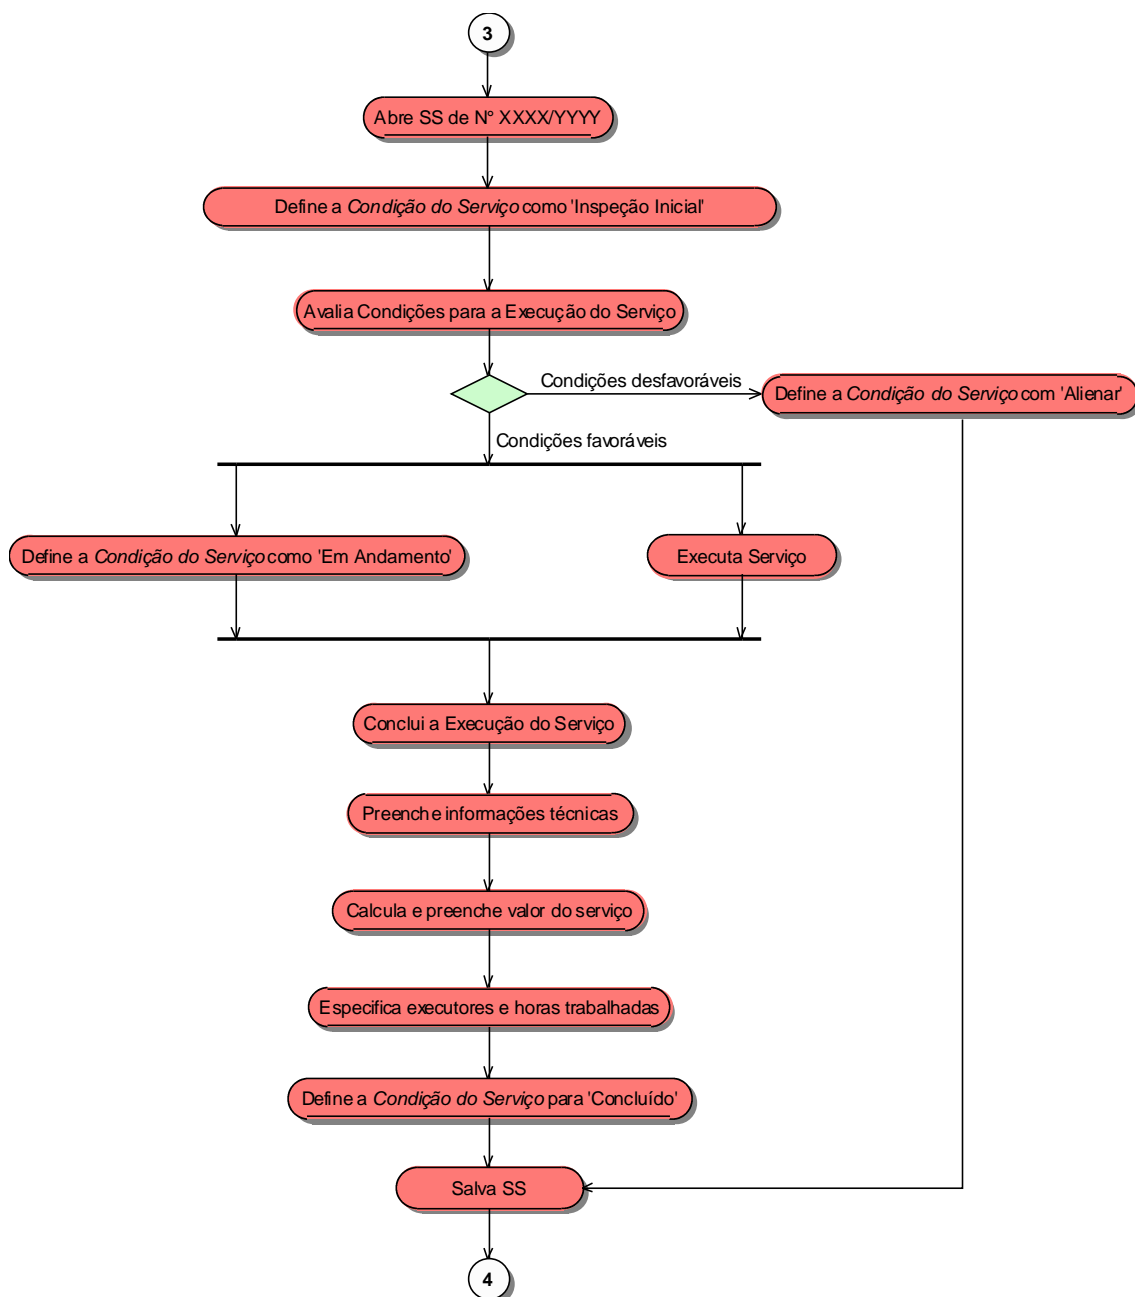 3
Abre SS de N° XXXX/YYYY
Define a Condição do Serviço como 'Inspeção Inicial'
Avalia Condições para a Execução do Serviço
Condições desfavoráveis
Define a Condição do Serviço com 'Alienar'
Condições favoráveis
Define a Condição do Serviço como 'Em Andamento'
Executa Serviço
Conclui a Execução do Serviço
Preenche informações técnicas
Calcula e preenche valor do serviço
Especifica executores e horas trabalhadas
Define a Condição do Serviço para 'Concluído'
Salva SS
4